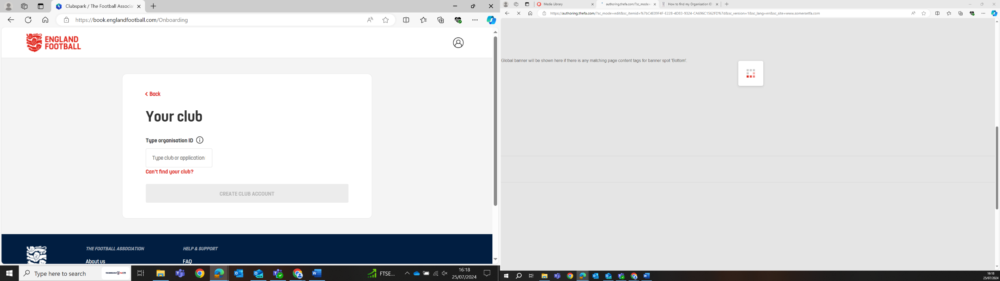 Clubspark / The Football Associa
https://book.englandfootball.com/Onboarding
ENGLAND
FOOTBALL
Back
Your club
Type organisation ID
Type club or application
Can't find your club?
CREATE CLUB ACCOUNT
THE FOOTBALL ASSOCIATION
HELP & SUPPORT
About us
FAQ
Type here to search
FTSE...
16:18
25/07/2024
Media Library
authoring.thefa.com/?sc_mode=
How to find my Organisation ID
https://authoring.thefa.com/?sc_mode=edit&sc_itemid=%7bC4E09F4F-E22B-4D83-9324-CA696C1562FD%7d&sc_version=1&sc_lang=en&sc_site=www.somersetfa.com
Global banner will be shown here if there is any matching page content tags for banner spot 'Bottom'.
16:18
25/07/2024